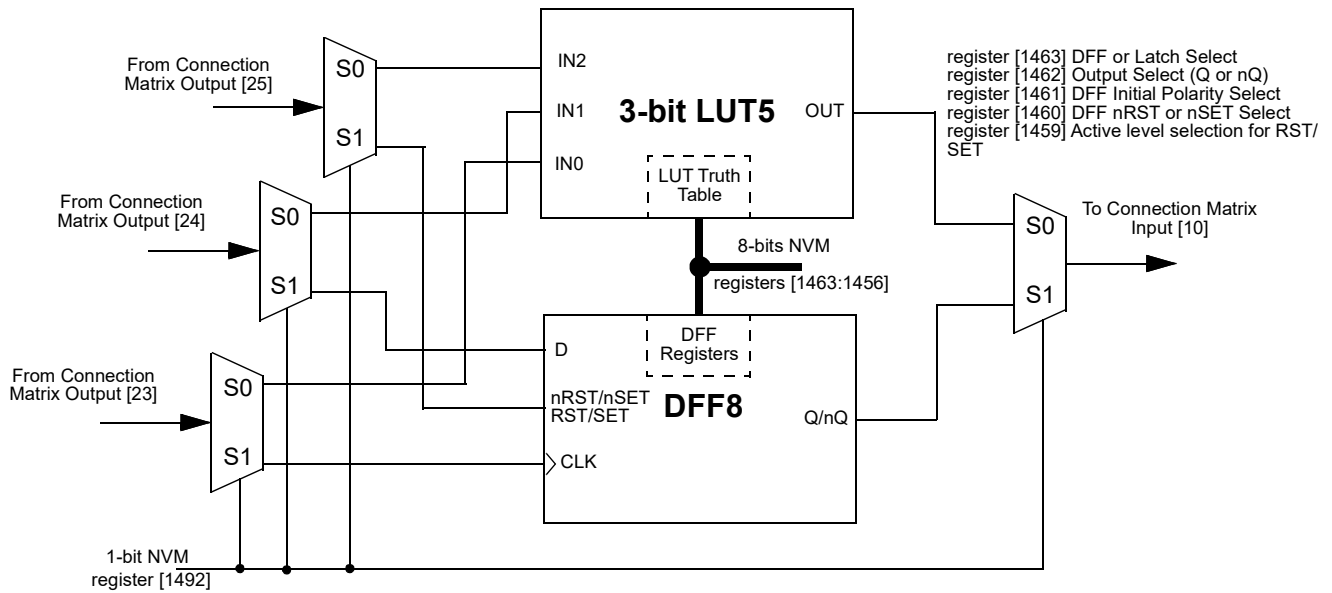 From Connection
Matrix Output [25]
S0
S1
IN2
IN1
IN0
3-bit LUT5
OUT
LUT Truth
Table
register [1463] DFF or Latch Select
register [1462] Output Select (Q or nQ)
register [1461] DFF Initial Polarity Select
register [1460] DFF nRST or nSET Select
register [1459] Active level selection for RST/
SET
From Connection
Matrix Output [24]
S0
S1
8-bits NVM
registers [1463:1456]
S0
S1
To Connection Matrix
Input [10]
From Connection
Matrix Output [23]
S0
S1
D
nRST/nSET
RST/SET
CLK
DFF
Registers
DFF8
Q/nQ
1-bit NVM
register [1492]